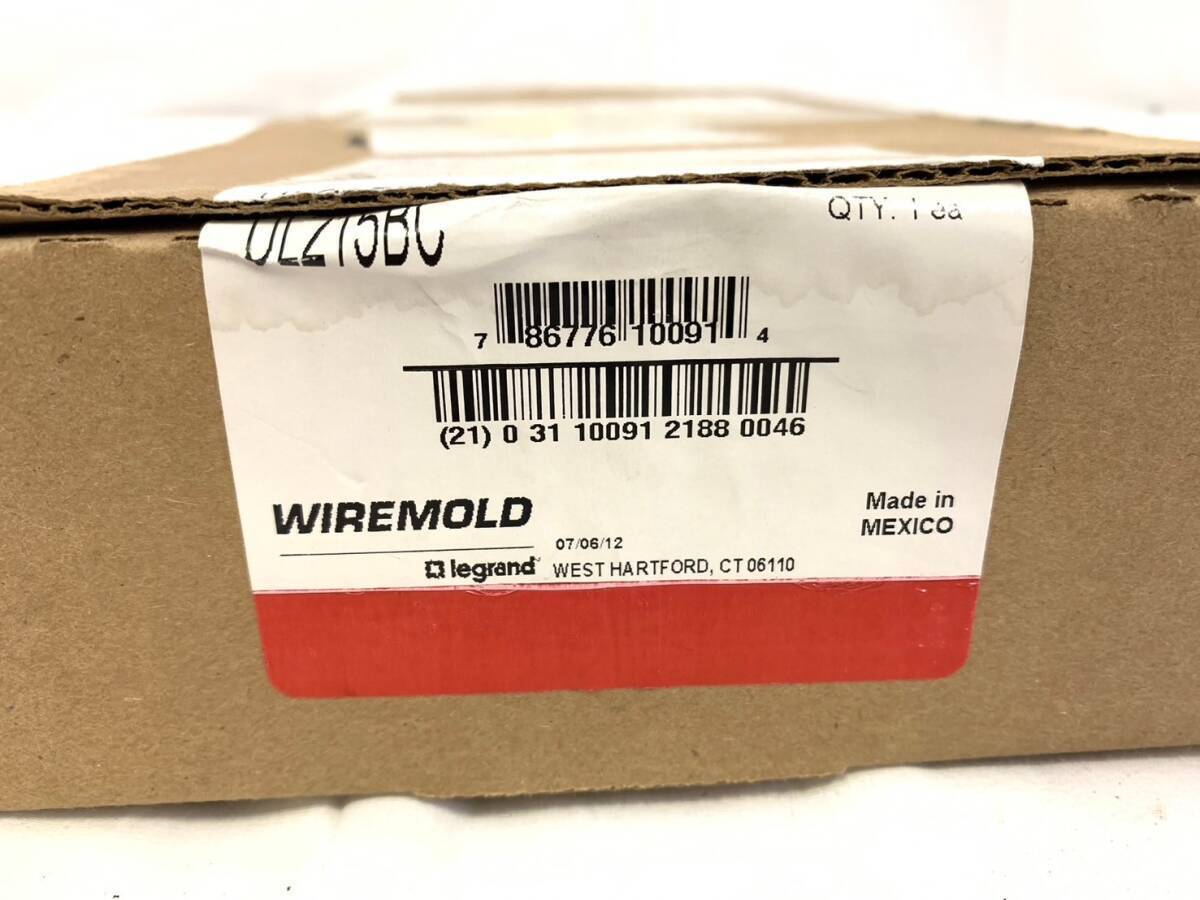 UL215BC
QTY. 1 ea
7 86776 10091 4
(21) 0 31 10091 2188 0046
WIREMOLD
Made in
MEXICO
07/06/12
legrand WEST HARTFORD, CT 06110